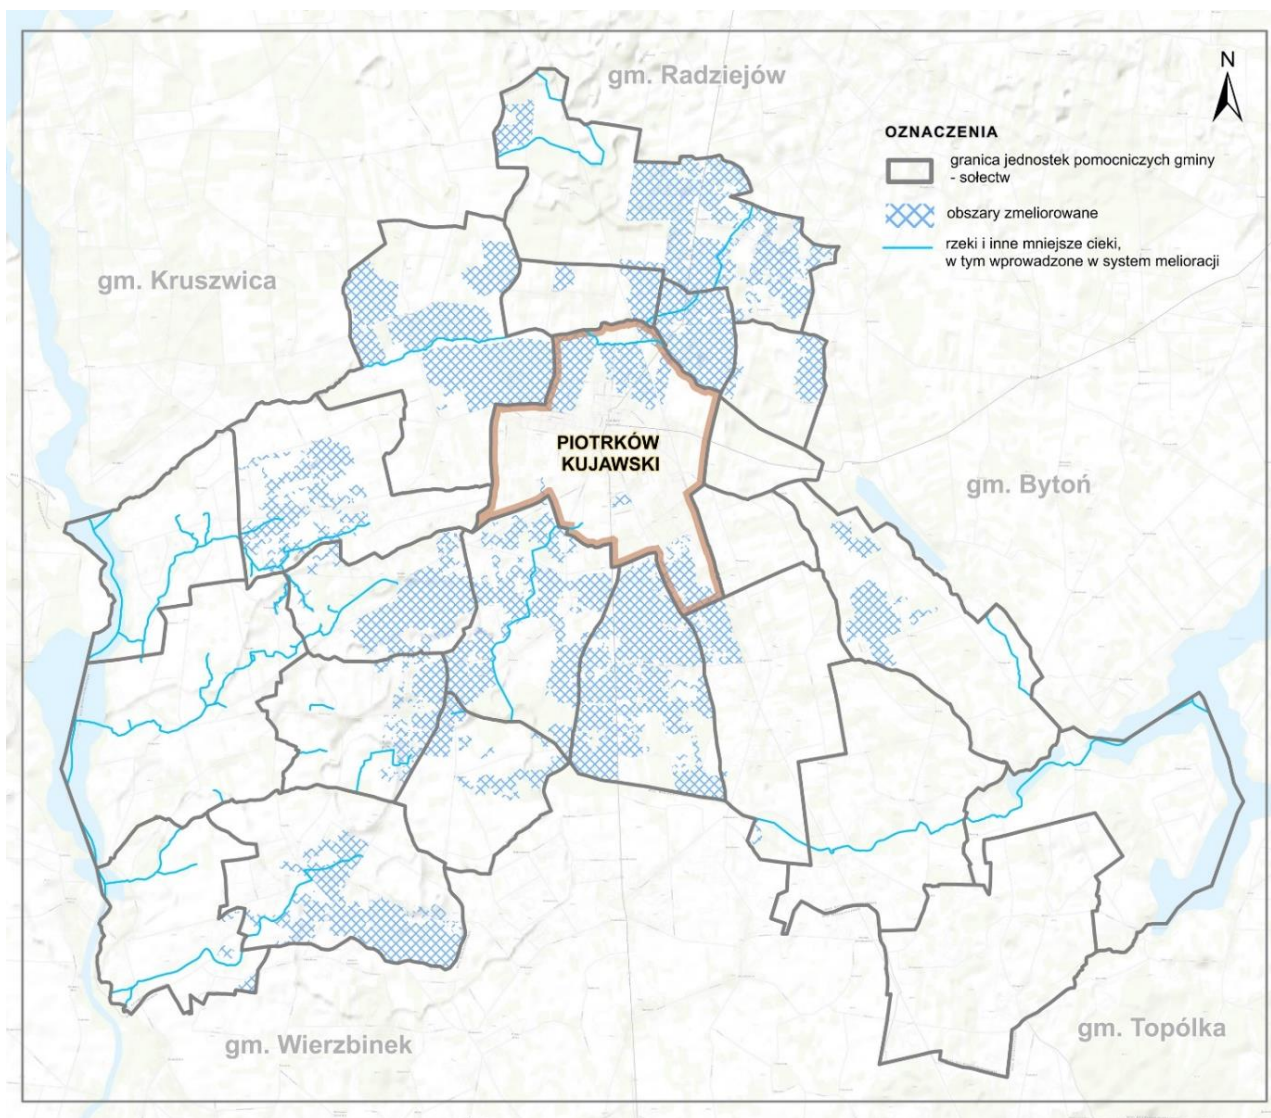 gm. Radziejów
N
OZNACZENIA
granica jednostek pomocniczych gminy
- sołectw
obszary zmeliorowane
rzeki i inne mniejsze cieki,
w tym wprowadzone w system melioracji
gm. Kruszwica
PIOTRKÓW
KUJAWSKI
gm. Bytoń
gm. Wierzbinek
gm. Topólka